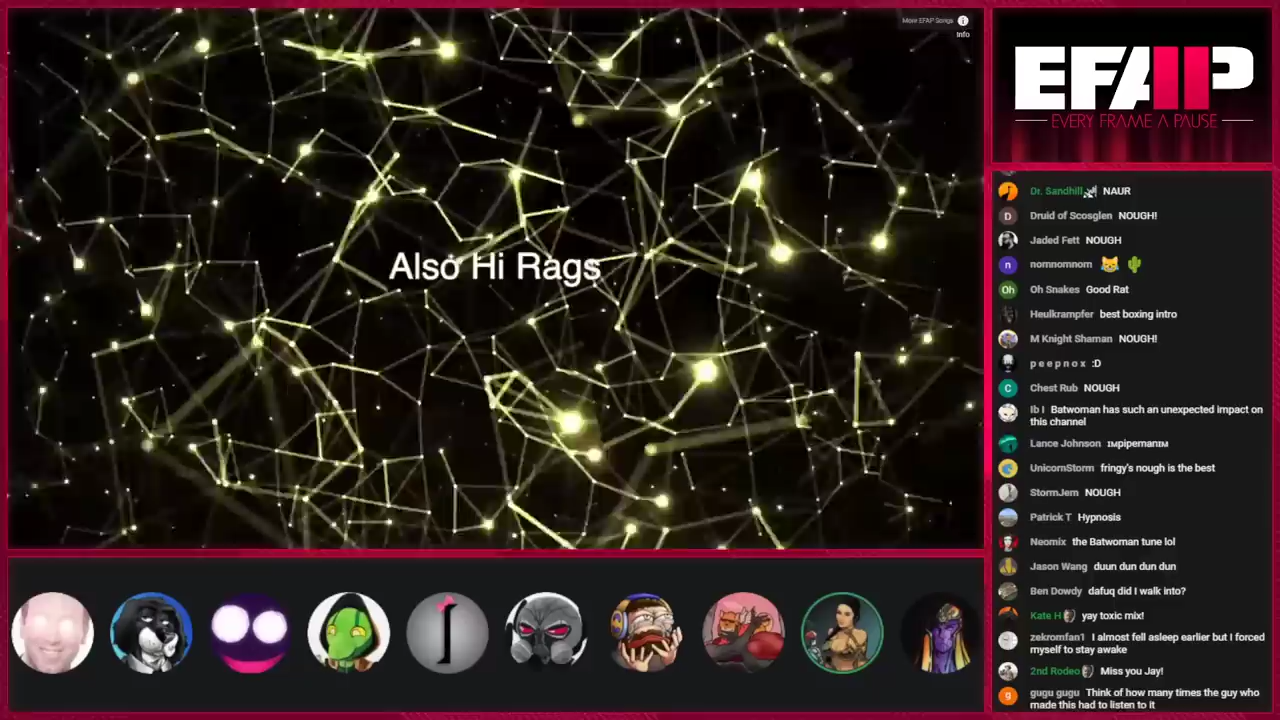 More EFAP Songs
Info
Also Hi Rags
EFAP
EVERY FRAME A PAUSE
Dr. Sandhill NAUR
D Druid of Scosglen NOUGH!
Jaded Fett NOUGH
n nomnomnom 😹 🌵
Oh Oh Snakes Good Rat
Heulkrampfer best boxing intro
M Knight Shaman NOUGH!
p e e p n o x :D
C Chest Rub NOUGH
Ib I Batwoman has such an unexpected impact on
this channel
Lance Johnson ɪᴍpipemanɪᴍ
UnicornStorm fringy's nough is the best
StormJem NOUGH
Patrick T Hypnosis
Neomix the Batwoman tune lol
Jason Wang duun dun dun dun
Ben Dowdy dafuq did I walk into?
Kate H yay toxic mix!
zekromfan1 I almost fell asleep earlier but I forced
myself to stay awake
2nd Rodeo Miss you Jay!
g gugu gugu Think of how many times the guy who
made this had to listen to it